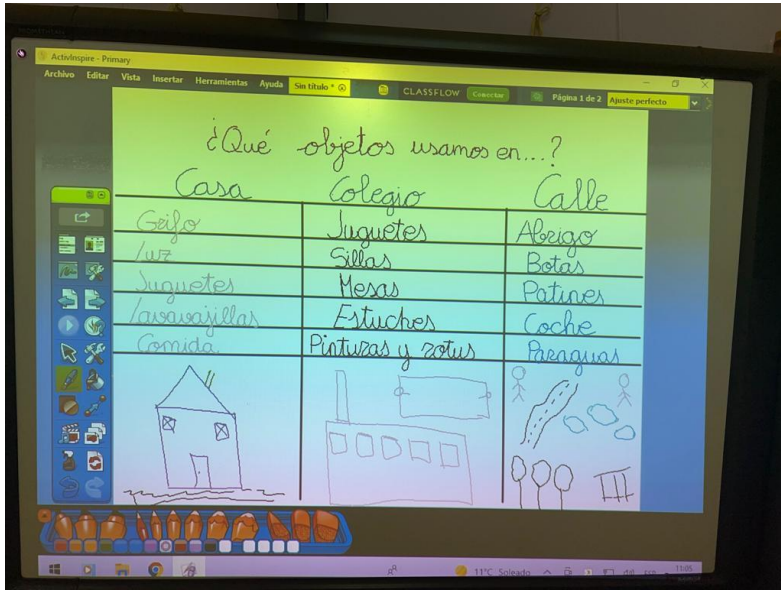 ActivInspire - Primary
Archivo Editar Vista Insertar Herramientas Ayuda Sin título * CLASSFLOW Conectar Página 1 de 2 Ajuste perfecto
¿Qué objetos usamos en...?
Casa Colegio Calle
Grifo Juguetes Abrigo
Luz Sillas Botas
Juguetes Mesas Patines
Lavavajillas Estuches Coche
Comida Pinturas y rotus Paraguas
11°C Soleado 11:05